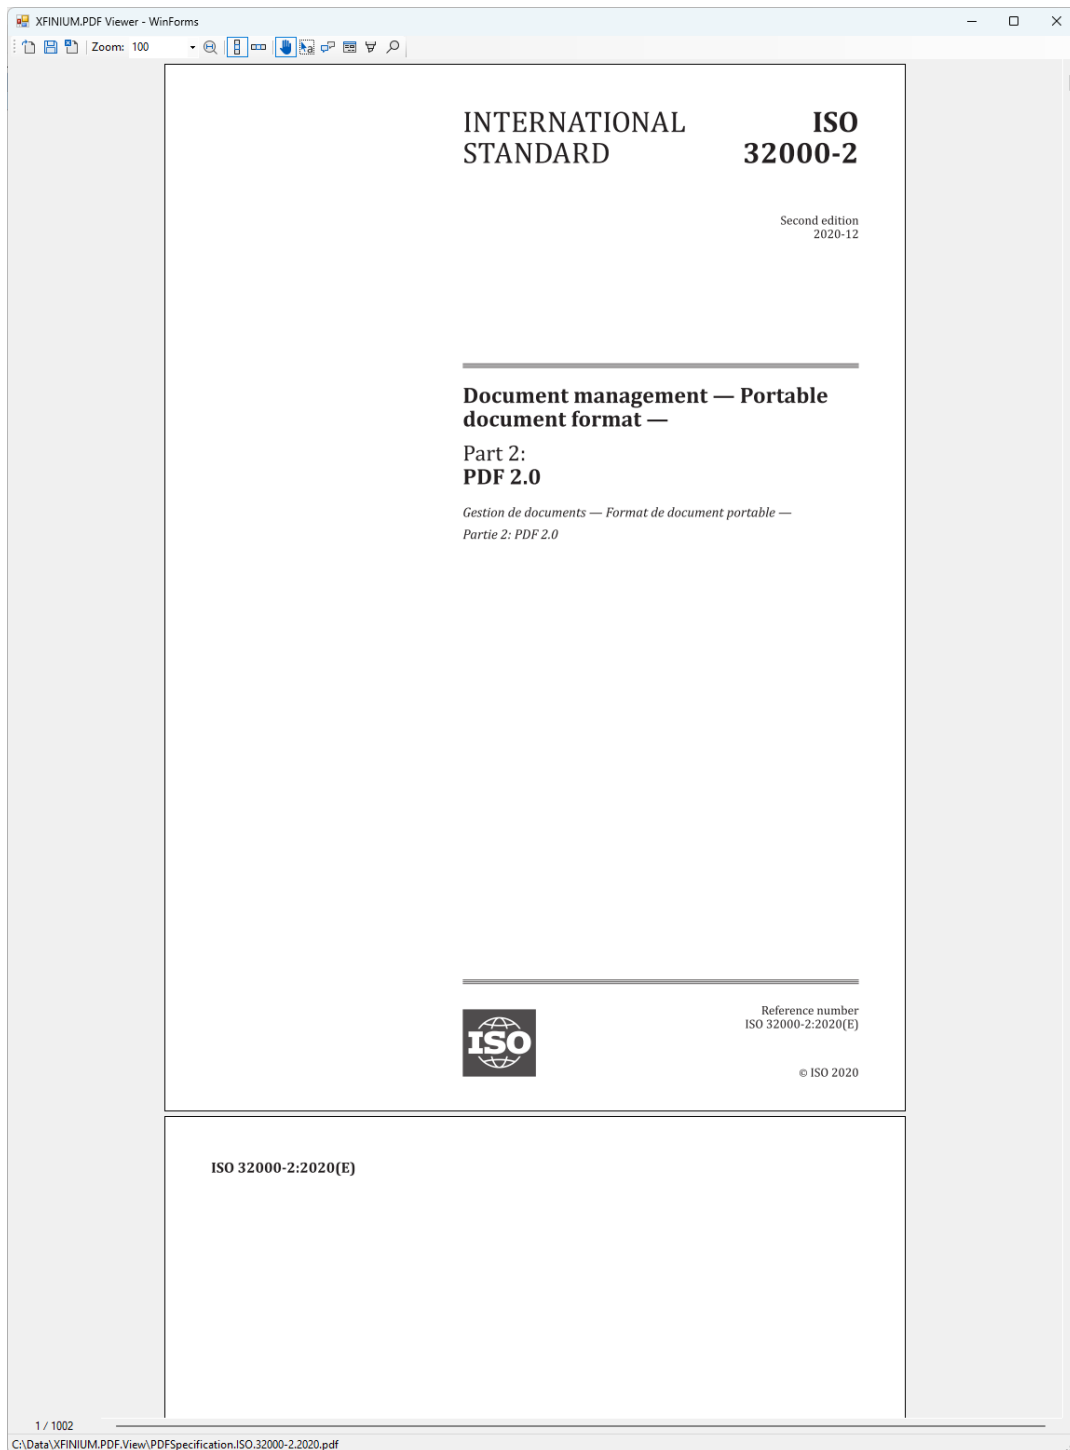 XFINIUM.PDF Viewer - WinForms
Zoom: 100
INTERNATIONAL
STANDARD
ISO
32000-2
Second edition
2020-12
Document management — Portable
document format —
Part 2:
PDF 2.0
Gestion de documents — Format de document portable —
Partie 2: PDF 2.0
ISO
Reference number
ISO 32000-2:2020(E)
© ISO 2020
ISO 32000-2:2020(E)
1 / 1002
C:\Data\XFINIUM.PDF.View\PDFSpecification.ISO.32000-2.2020.pdf